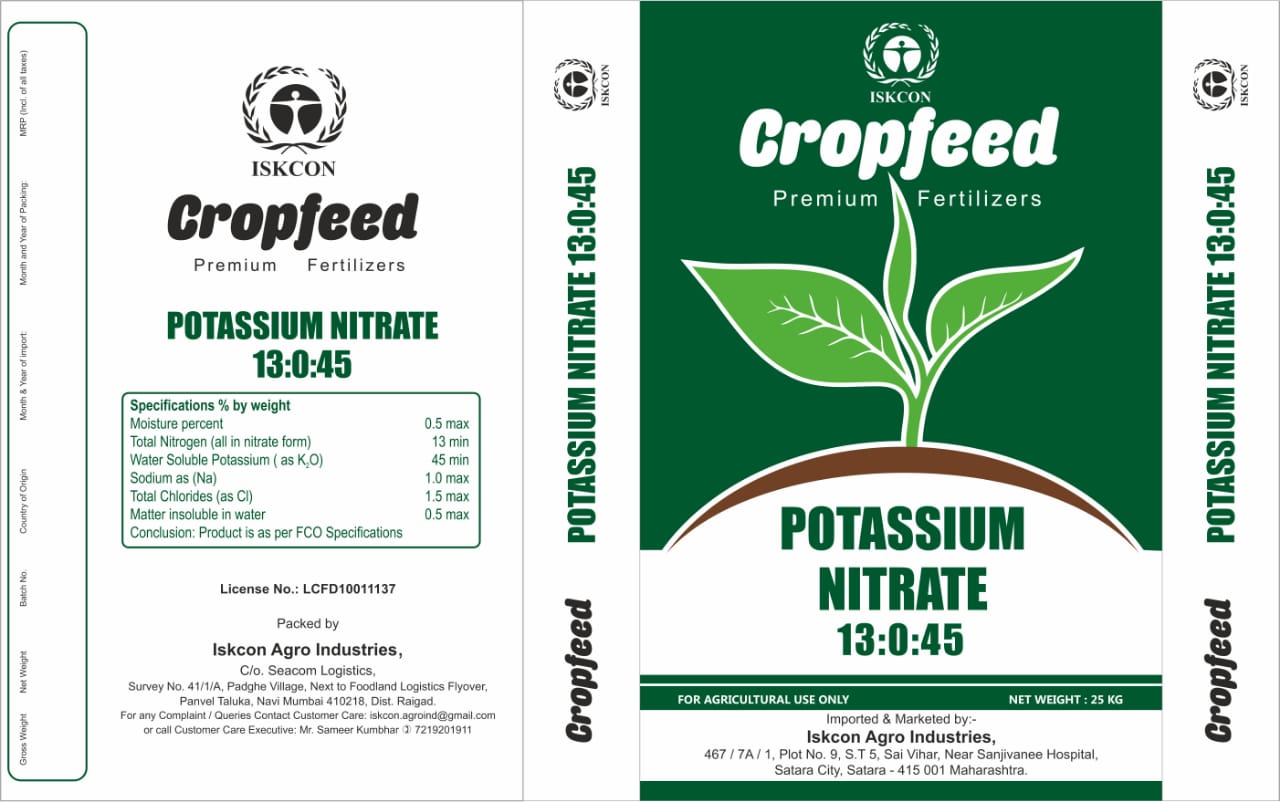 MRP (Incl. of all taxes)
Month and Year of Packing:
Month & Year of import:
Country of Origin
Batch No.
Net Weight
Gross Weight
ISKCON
Cropfeed
Premium Fertilizers
POTASSIUM NITRATE
13:0:45
Specifications % by weight
Moisture percent 0.5 max
Total Nitrogen (all in nitrate form) 13 min
Water Soluble Potassium ( as K₂O) 45 min
Sodium as (Na) 1.0 max
Total Chlorides (as Cl) 1.5 max
Matter insoluble in water 0.5 max
Conclusion: Product is as per FCO Specifications
License No.: LCFD10011137
Packed by
Iskcon Agro Industries,
C/o. Seacom Logistics,
Survey No. 41/1/A, Padghe Village, Next to Foodland Logistics Flyover,
Panvel Taluka, Navi Mumbai 410218, Dist. Raigad.
For any Complaint / Queries Contact Customer Care: iskcon.agroind@gmail.com
or call Customer Care Executive: Mr. Sameer Kumbhar ✆ 7219201911
ISKCON
POTASSIUM NITRATE 13:0:45
Cropfeed
ISKCON
Cropfeed
Premium Fertilizers
POTASSIUM
NITRATE
13:0:45
FOR AGRICULTURAL USE ONLY NET WEIGHT : 25 KG
Imported & Marketed by:-
Iskcon Agro Industries,
467 / 7A / 1, Plot No. 9, S.T 5, Sai Vihar, Near Sanjivanee Hospital,
Satara City, Satara - 415 001 Maharashtra.
ISKCON
POTASSIUM NITRATE 13:0:45
Cropfeed